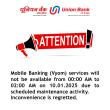 यूनियन बैंक Union Bank
ATTENTION
Mobile Banking (Vyom) services will
not be available from 00:00 AM to
02:00 AM on 10.01.2025 due to
scheduled maintenance activity.
Inconvenience is regretted.